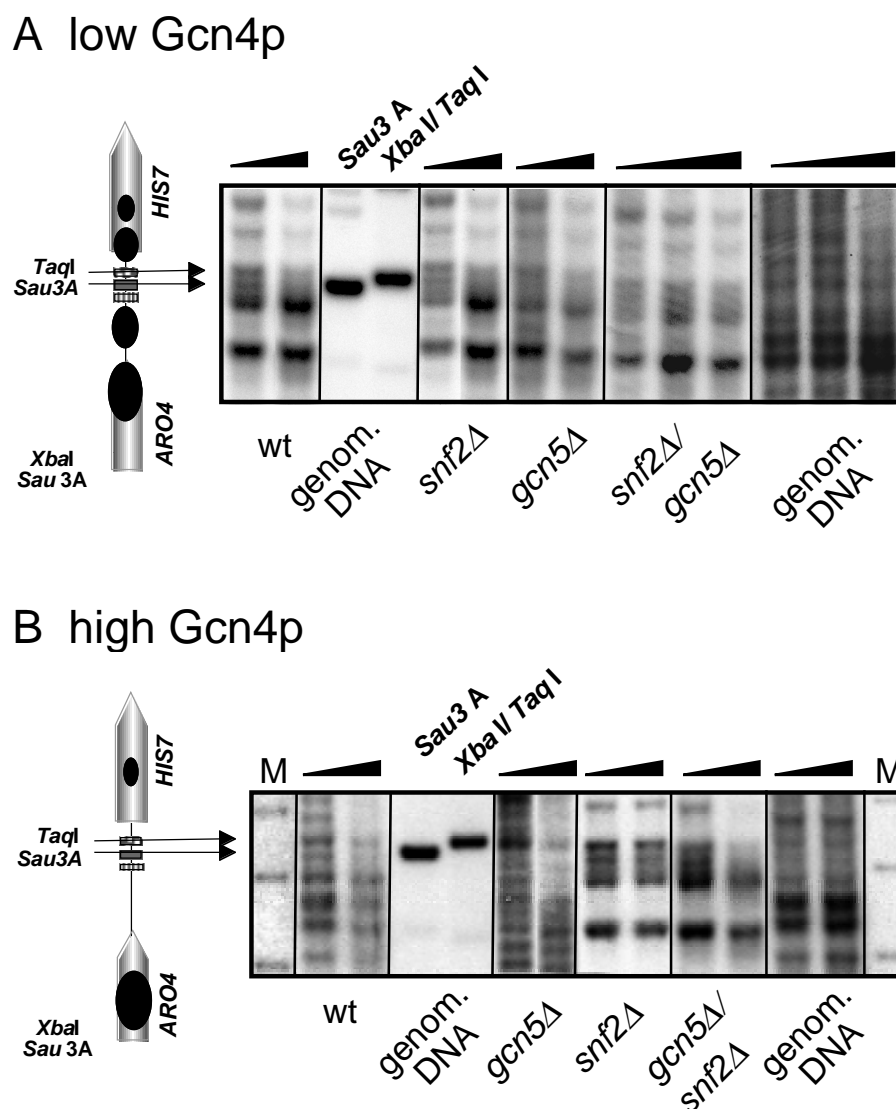 A low Gcn4p
Sau3 A
Xba I/ Taq I
HIS7
TaqI
Sau3A
ARO4
XbaI
Sau 3A
wt
genom.
DNA
snf2Δ
gcn5Δ
snf2Δ/
gcn5Δ
genom.
DNA
B high Gcn4p
Sau3 A
Xba I/ Taq I
HIS7
M
M
TaqI
Sau3A
ARO4
XbaI
Sau 3A
wt
genom.
DNA
gcn5Δ
snf2Δ
gcn5Δ/
snf2Δ
genom.
DNA